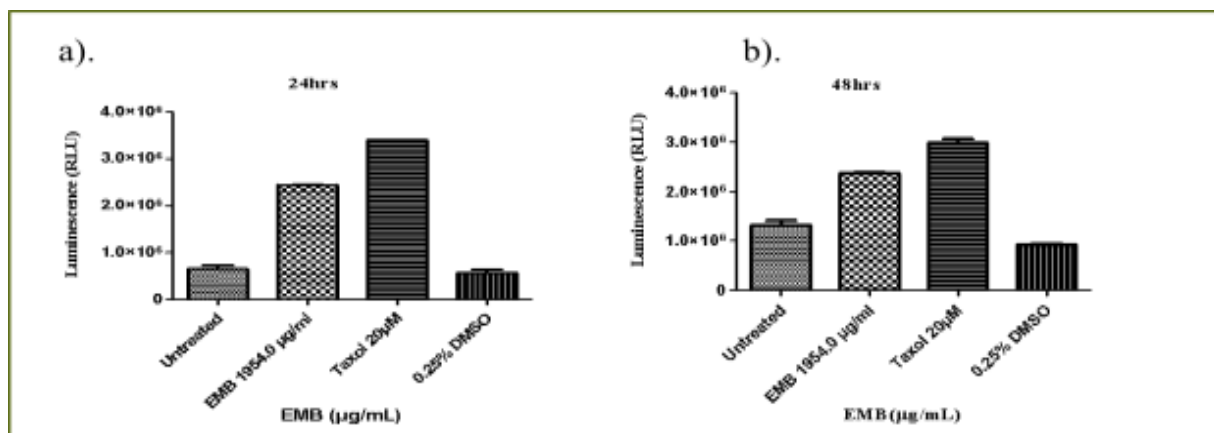 a).
24hrs
Luminescence (RLU)
4.0×10⁶
3.0×10⁶
2.0×10⁶
1.0×10⁶
0
Untreated
EMB 1954.0 µg/ml
Taxol 20µM
0.25% DMSO
EMB (µg/mL)
b).
48hrs
Luminescence (RLU)
4.0×10⁶
3.0×10⁶
2.0×10⁶
1.0×10⁶
0
Untreated
EMB 1954.0 µg/ml
Taxol 20µM
0.25% DMSO
EMB (µg/mL)